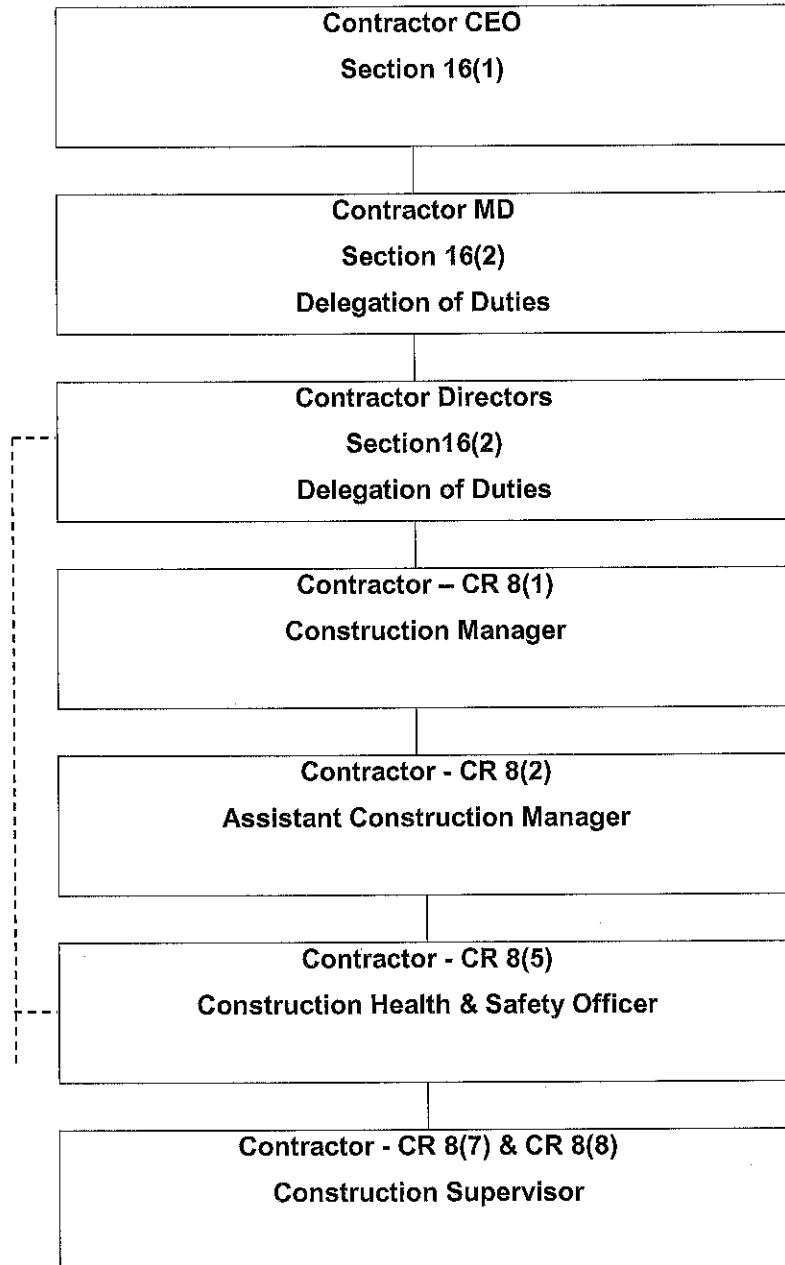 Contractor CEO
Section 16(1)
Contractor MD
Section 16(2)
Delegation of Duties
Contractor Directors
Section16(2)
Delegation of Duties
Contractor – CR 8(1)
Construction Manager
Contractor - CR 8(2)
Assistant Construction Manager
Contractor - CR 8(5)
Construction Health & Safety Officer
Contractor - CR 8(7) & CR 8(8)
Construction Supervisor